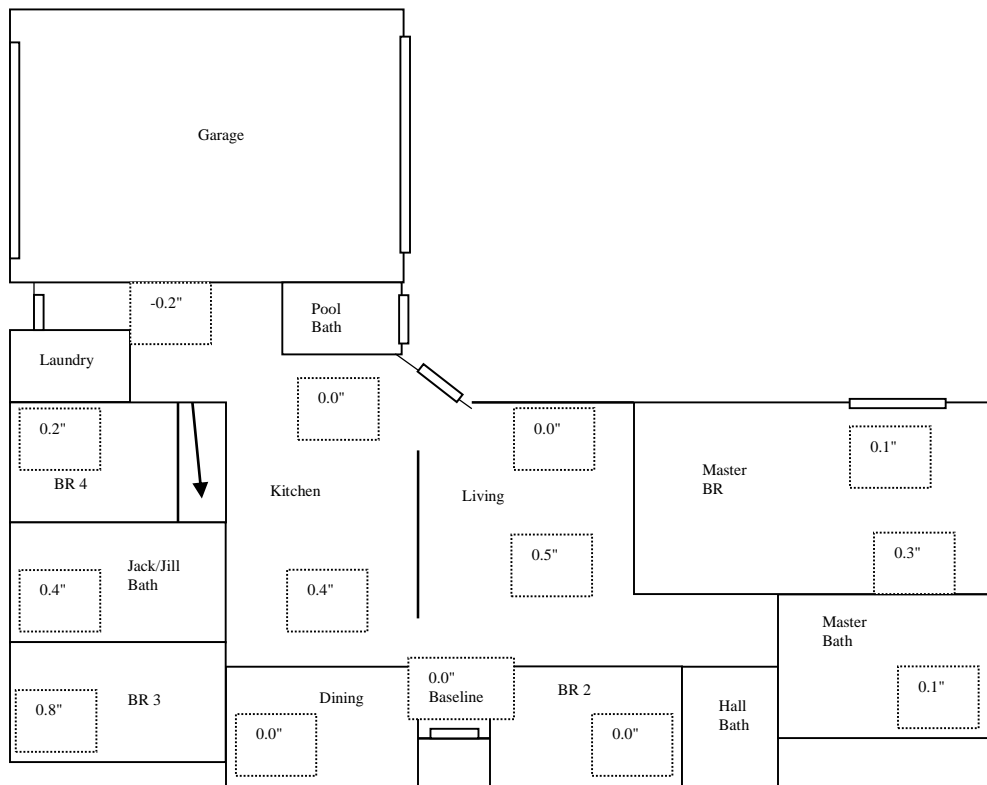 Garage
-0.2"
Pool
Bath
Laundry
0.0"
0.2"
0.0"
0.1"
BR 4
Kitchen
Living
Master
BR
0.5"
0.3"
Jack/Jill
Bath
0.4"
0.4"
Master
Bath
0.0"
Baseline
BR 2
0.1"
BR 3
Dining
Hall
Bath
0.8"
0.0"
0.0"